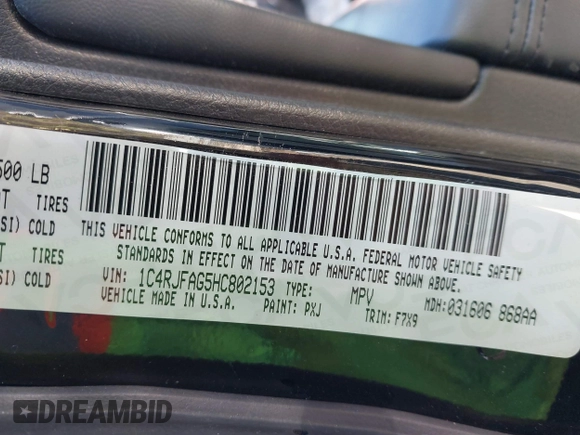 500 LB
TIRES
SI) COLD
TIRES
SI) COLD
THIS VEHICLE CONFORMS TO ALL APPLICABLE U.S.A. FEDERAL MOTOR VEHICLE SAFETY
STANDARDS IN EFFECT ON THE DATE OF MANUFACTURE SHOWN ABOVE.
VIN: 1C4RJFAG5HC802153 TYPE: MPV MDH:031606 868AA
VEHICLE MADE IN U.S.A. PAINT: PXJ TRIM: F7X9
DREAMBID